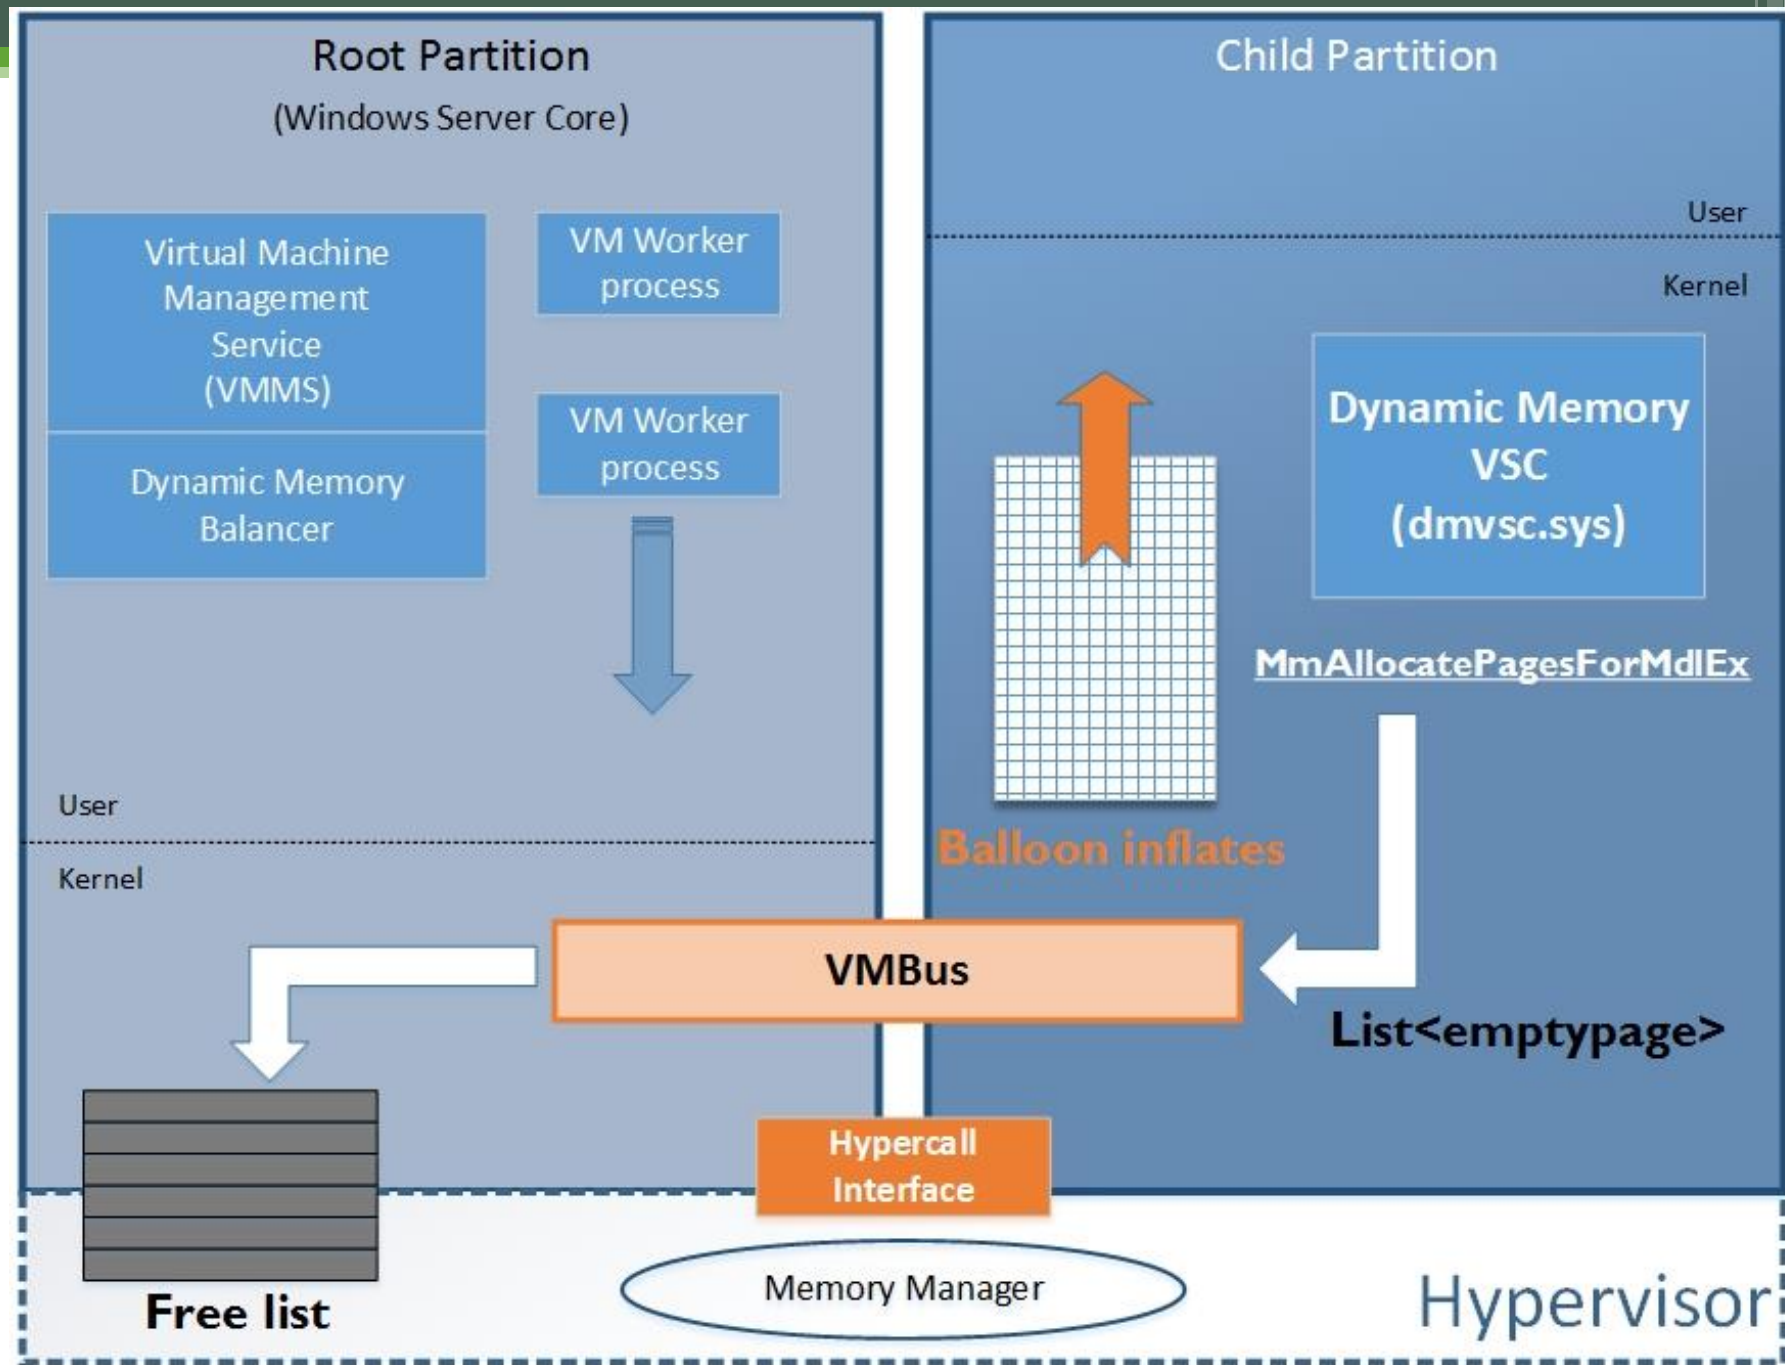 Root Partition
(Windows Server Core)
Virtual Machine
Management
Service
(VMMS)
Dynamic Memory
Balancer
VM Worker
process
VM Worker
process
User
Kernel
Child Partition
User
Kernel
Dynamic Memory
VSC
(dmvsc.sys)
MmAllocatePagesForMdlEx
Balloon inflates
VMBus
List<emptypage>
Hypercall
Interface
Free list
Memory Manager
Hypervisor